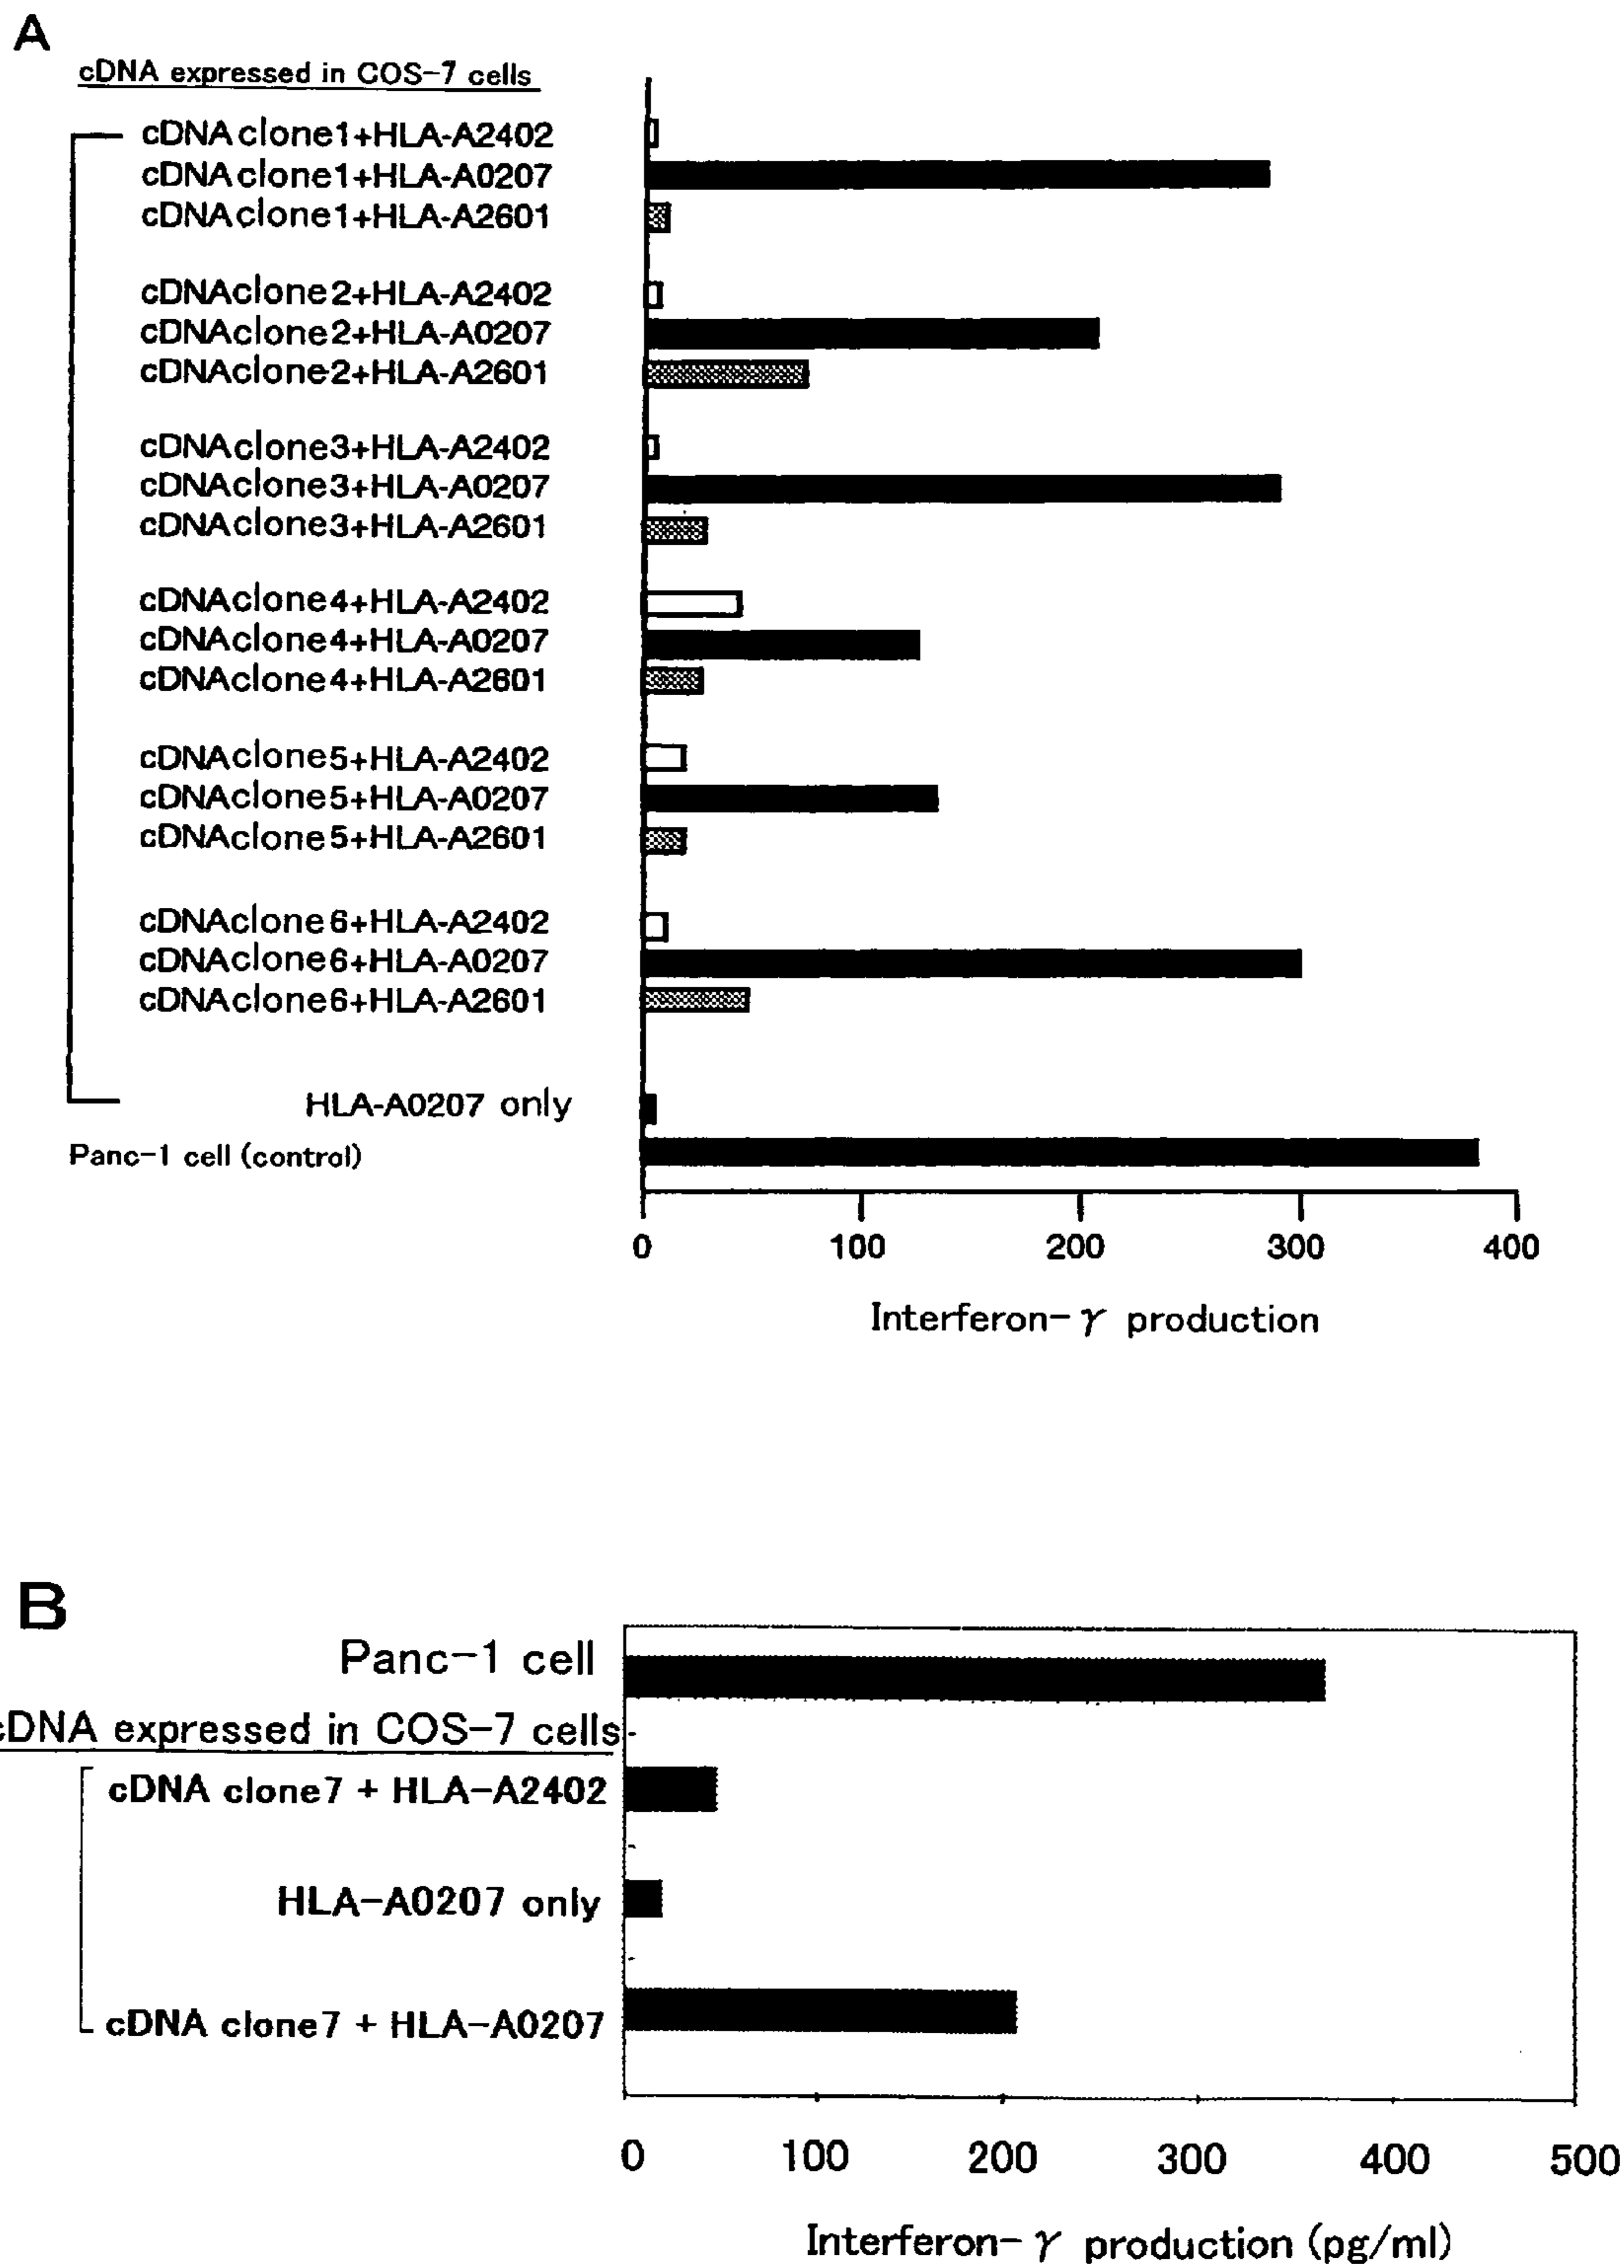 A
cDNA expressed in COS-7 cells
cDNA clone1+HLA-A2402
cDNA clone1+HLA-A0207
cDNAclone1+HLA-A2601
cDNAclone2+HLA-A2402
cDNAclone2+HLA-A0207
cDNAclone2+HLA-A2601
cDNAclone3+HLA-A2402
cDNAclone3+HLA-A0207
cDNAclone3+HLA-A2601
cDNAclone4+HLA-A2402
cDNAclone4+HLA-A0207
cDNAclone4+HLA-A2601
cDNAclone5+HLA-A2402
cDNAclone5+HLA-A0207
cDNAclone5+HLA-A2601
cDNAclone6+HLA-A2402
cDNAclone6+HLA-A0207
cDNAclone6+HLA-A2601
HLA-A0207 only
Panc-1 cell (control)
0 100 200 300 400
Interferon-γ production
B
Panc-1 cell
cDNA expressed in COS-7 cells
cDNA clone7 + HLA-A2402
HLA-A0207 only
cDNA clone7 + HLA-A0207
0 100 200 300 400 500
Interferon-γ production (pg/ml)